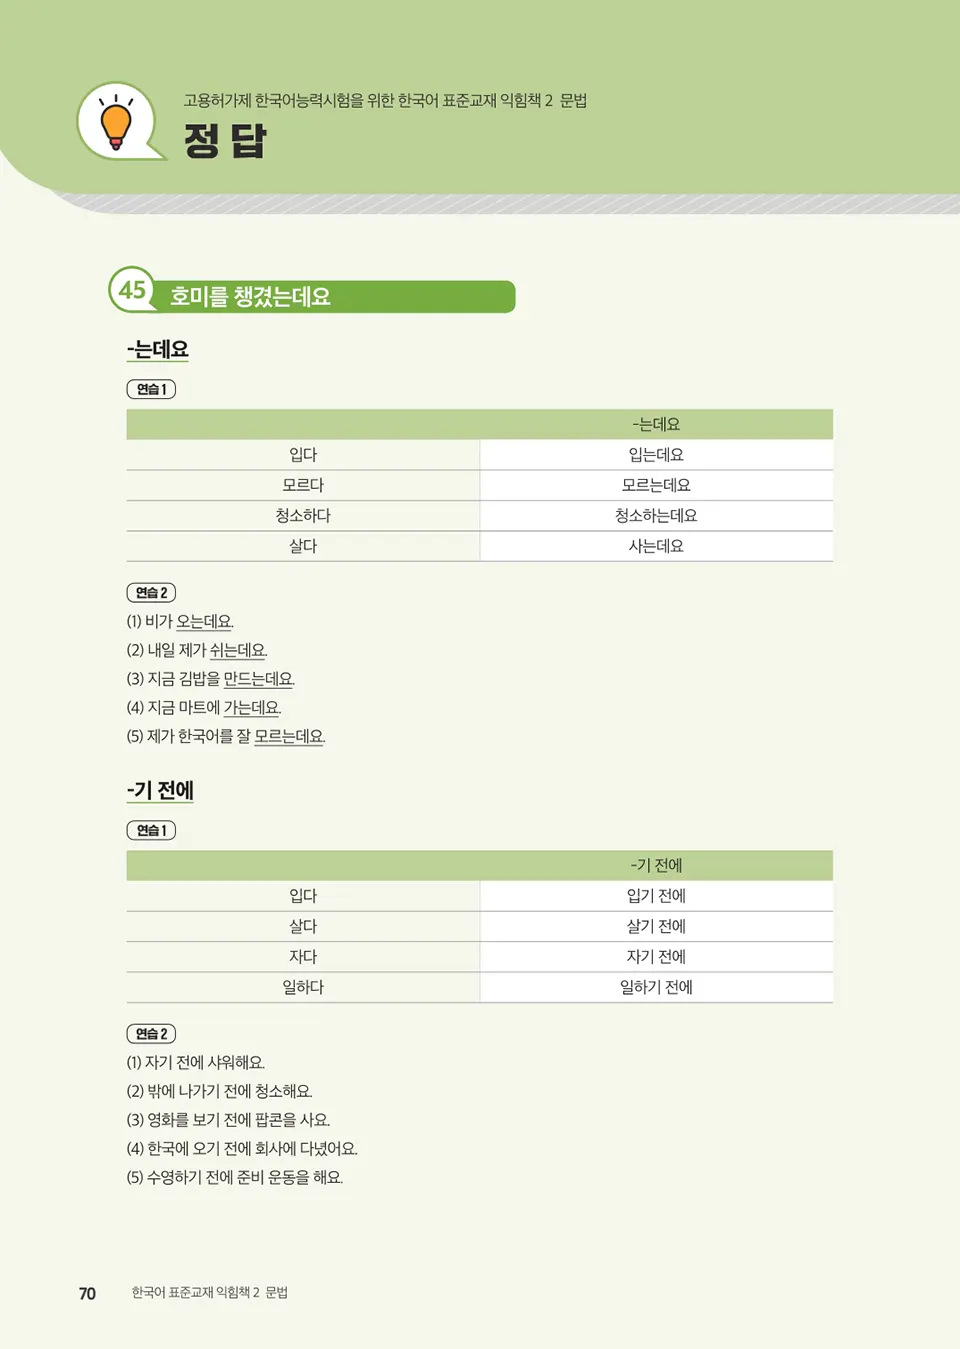 고용허가제 한국어능력시험을 위한 한국어 표준교재 익힘책 2 문법
정 답
45 호미를 챙겼는데요
-는데요
연습 1
-는데요
입다 입는데요
모르다 모르는데요
청소하다 청소하는데요
살다 사는데요
연습 2
(1) 비가 오는데요.
(2) 내일 제가 쉬는데요.
(3) 지금 김밥을 만드는데요.
(4) 지금 마트에 가는데요.
(5) 제가 한국어를 잘 모르는데요.
-기 전에
연습 1
-기 전에
입다 입기 전에
살다 살기 전에
자다 자기 전에
일하다 일하기 전에
연습 2
(1) 자기 전에 샤워해요.
(2) 밖에 나가기 전에 청소해요.
(3) 영화를 보기 전에 팝콘을 사요.
(4) 한국에 오기 전에 회사에 다녔어요.
(5) 수영하기 전에 준비 운동을 해요.
70 한국어 표준교재 익힘책 2 문법